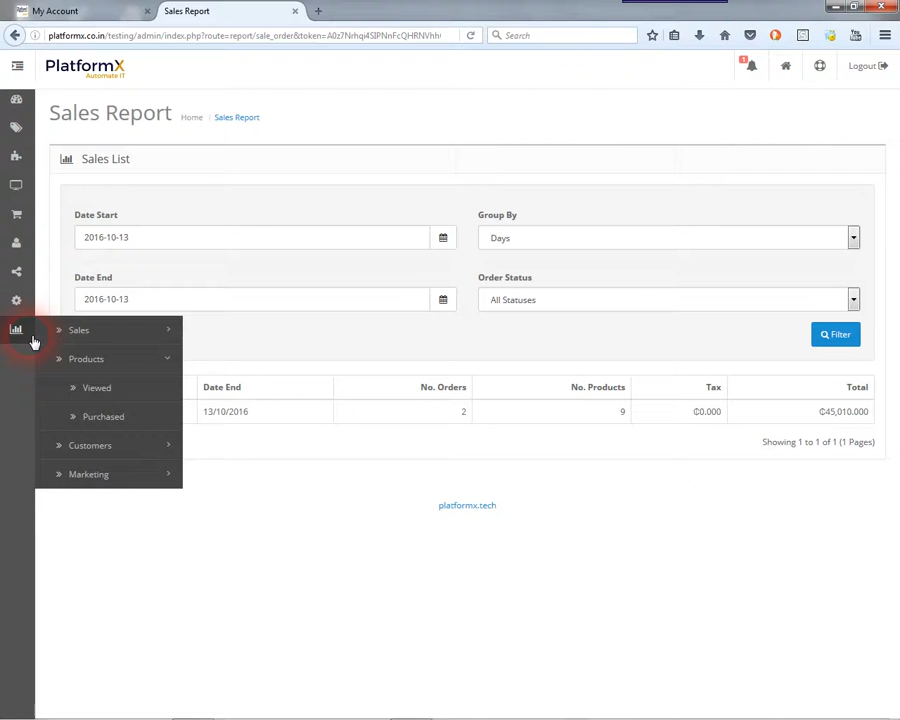 My Account
Sales Report
platformx.co.in/testing/admin/index.php?route=report/sale_order&token=
Search
PlatformX
Automate IT
1
Logout
Sales Report
Home / Sales Report
Sales List
Date Start
Group By
2016-10-13
Days
Date End
Order Status
2016-10-13
All Statuses
Sales
Filter
Products
Viewed
Date End
No. Orders
No. Products
Tax
Total
Purchased
13/10/2016
2
9
₵0.000
₵45,010.000
Customers
Showing 1 to 1 of 1 (1 Pages)
Marketing
platformx.tech